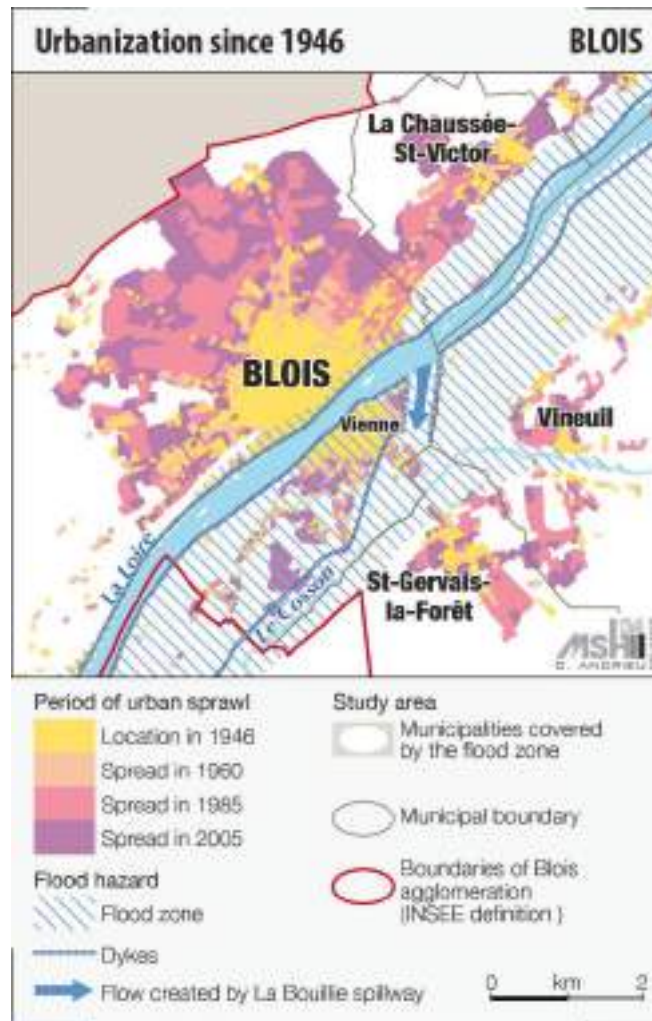 Urbanization since 1946
BLOIS
La Chaussée-
St-Victor
BLOIS
Vienne
Vineuil
La Loire
Le Cosson
St-Gervais-
la-Forêt
MSH
D. ANDRIEU
Period of urban sprawl
Location in 1946
Spread in 1960
Spread in 1985
Spread in 2005
Flood hazard
Flood zone
Dykes
Flow created by La Bouillie spillway
Study area
Municipalities covered
by the flood zone
Municipal boundary
Boundaries of Blois
agglomeration
(INSEE definition )
0 km 2